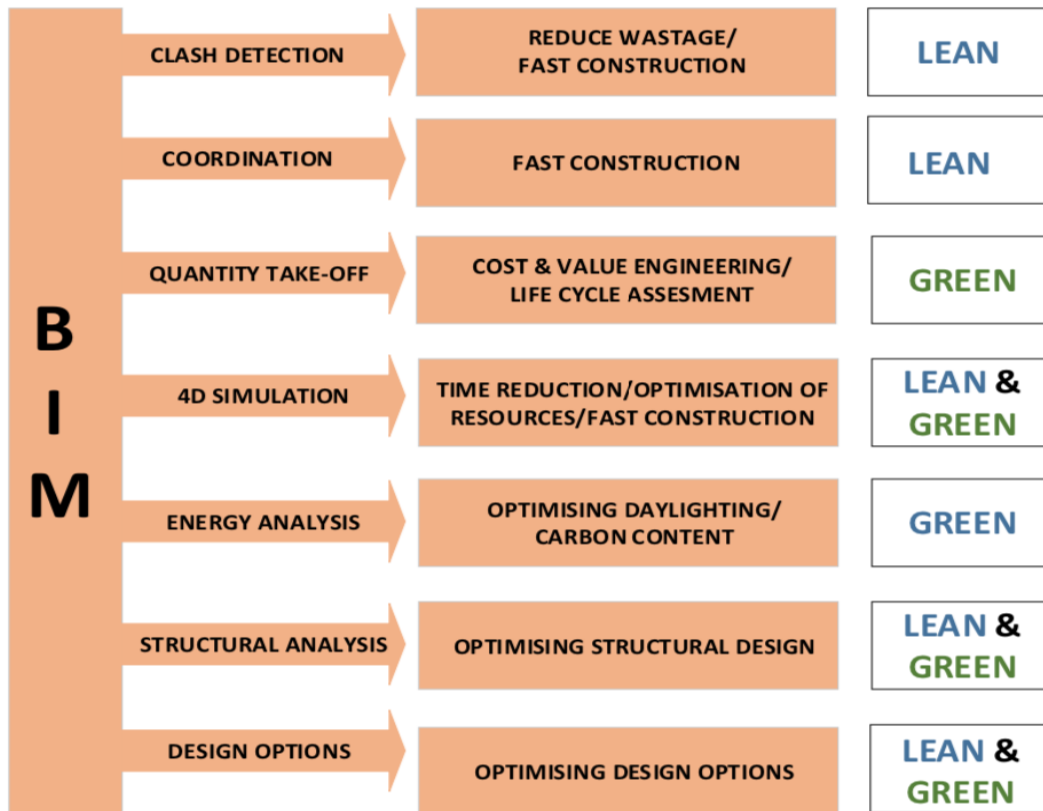 BIM
CLASH DETECTION
REDUCE WASTAGE/
FAST CONSTRUCTION
LEAN
COORDINATION
FAST CONSTRUCTION
LEAN
QUANTITY TAKE-OFF
COST & VALUE ENGINEERING/
LIFE CYCLE ASSESMENT
GREEN
4D SIMULATION
TIME REDUCTION/OPTIMISATION OF
RESOURCES/FAST CONSTRUCTION
LEAN &
GREEN
ENERGY ANALYSIS
OPTIMISING DAYLIGHTING/
CARBON CONTENT
GREEN
STRUCTURAL ANALYSIS
OPTIMISING STRUCTURAL DESIGN
LEAN &
GREEN
DESIGN OPTIONS
OPTIMISING DESIGN OPTIONS
LEAN &
GREEN